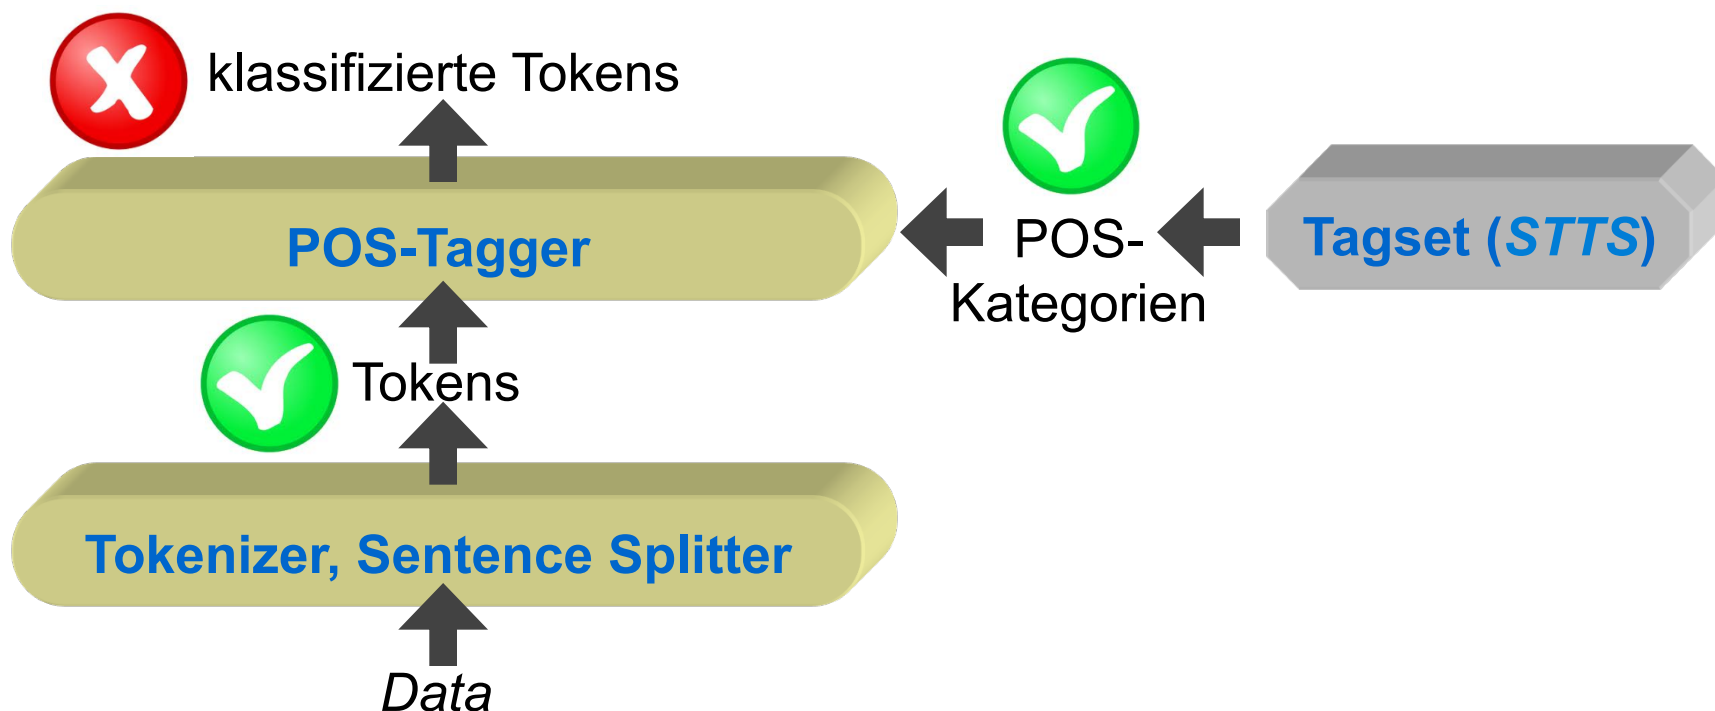 klassifizierte Tokens
POS-Tagger
POS-
Kategorien
Tagset (STTS)
Tokens
Tokenizer, Sentence Splitter
Data